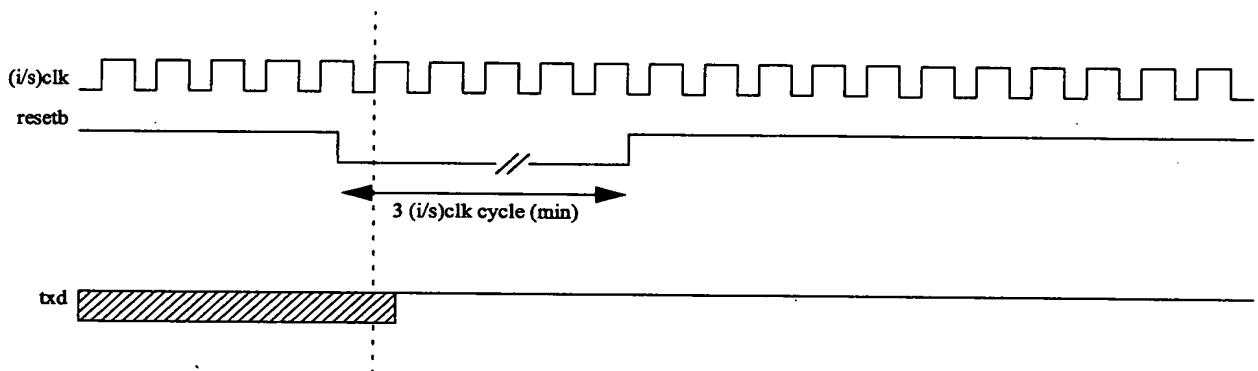 (i/s)clk
resetb
3 (i/s)clk cycle (min)
txd